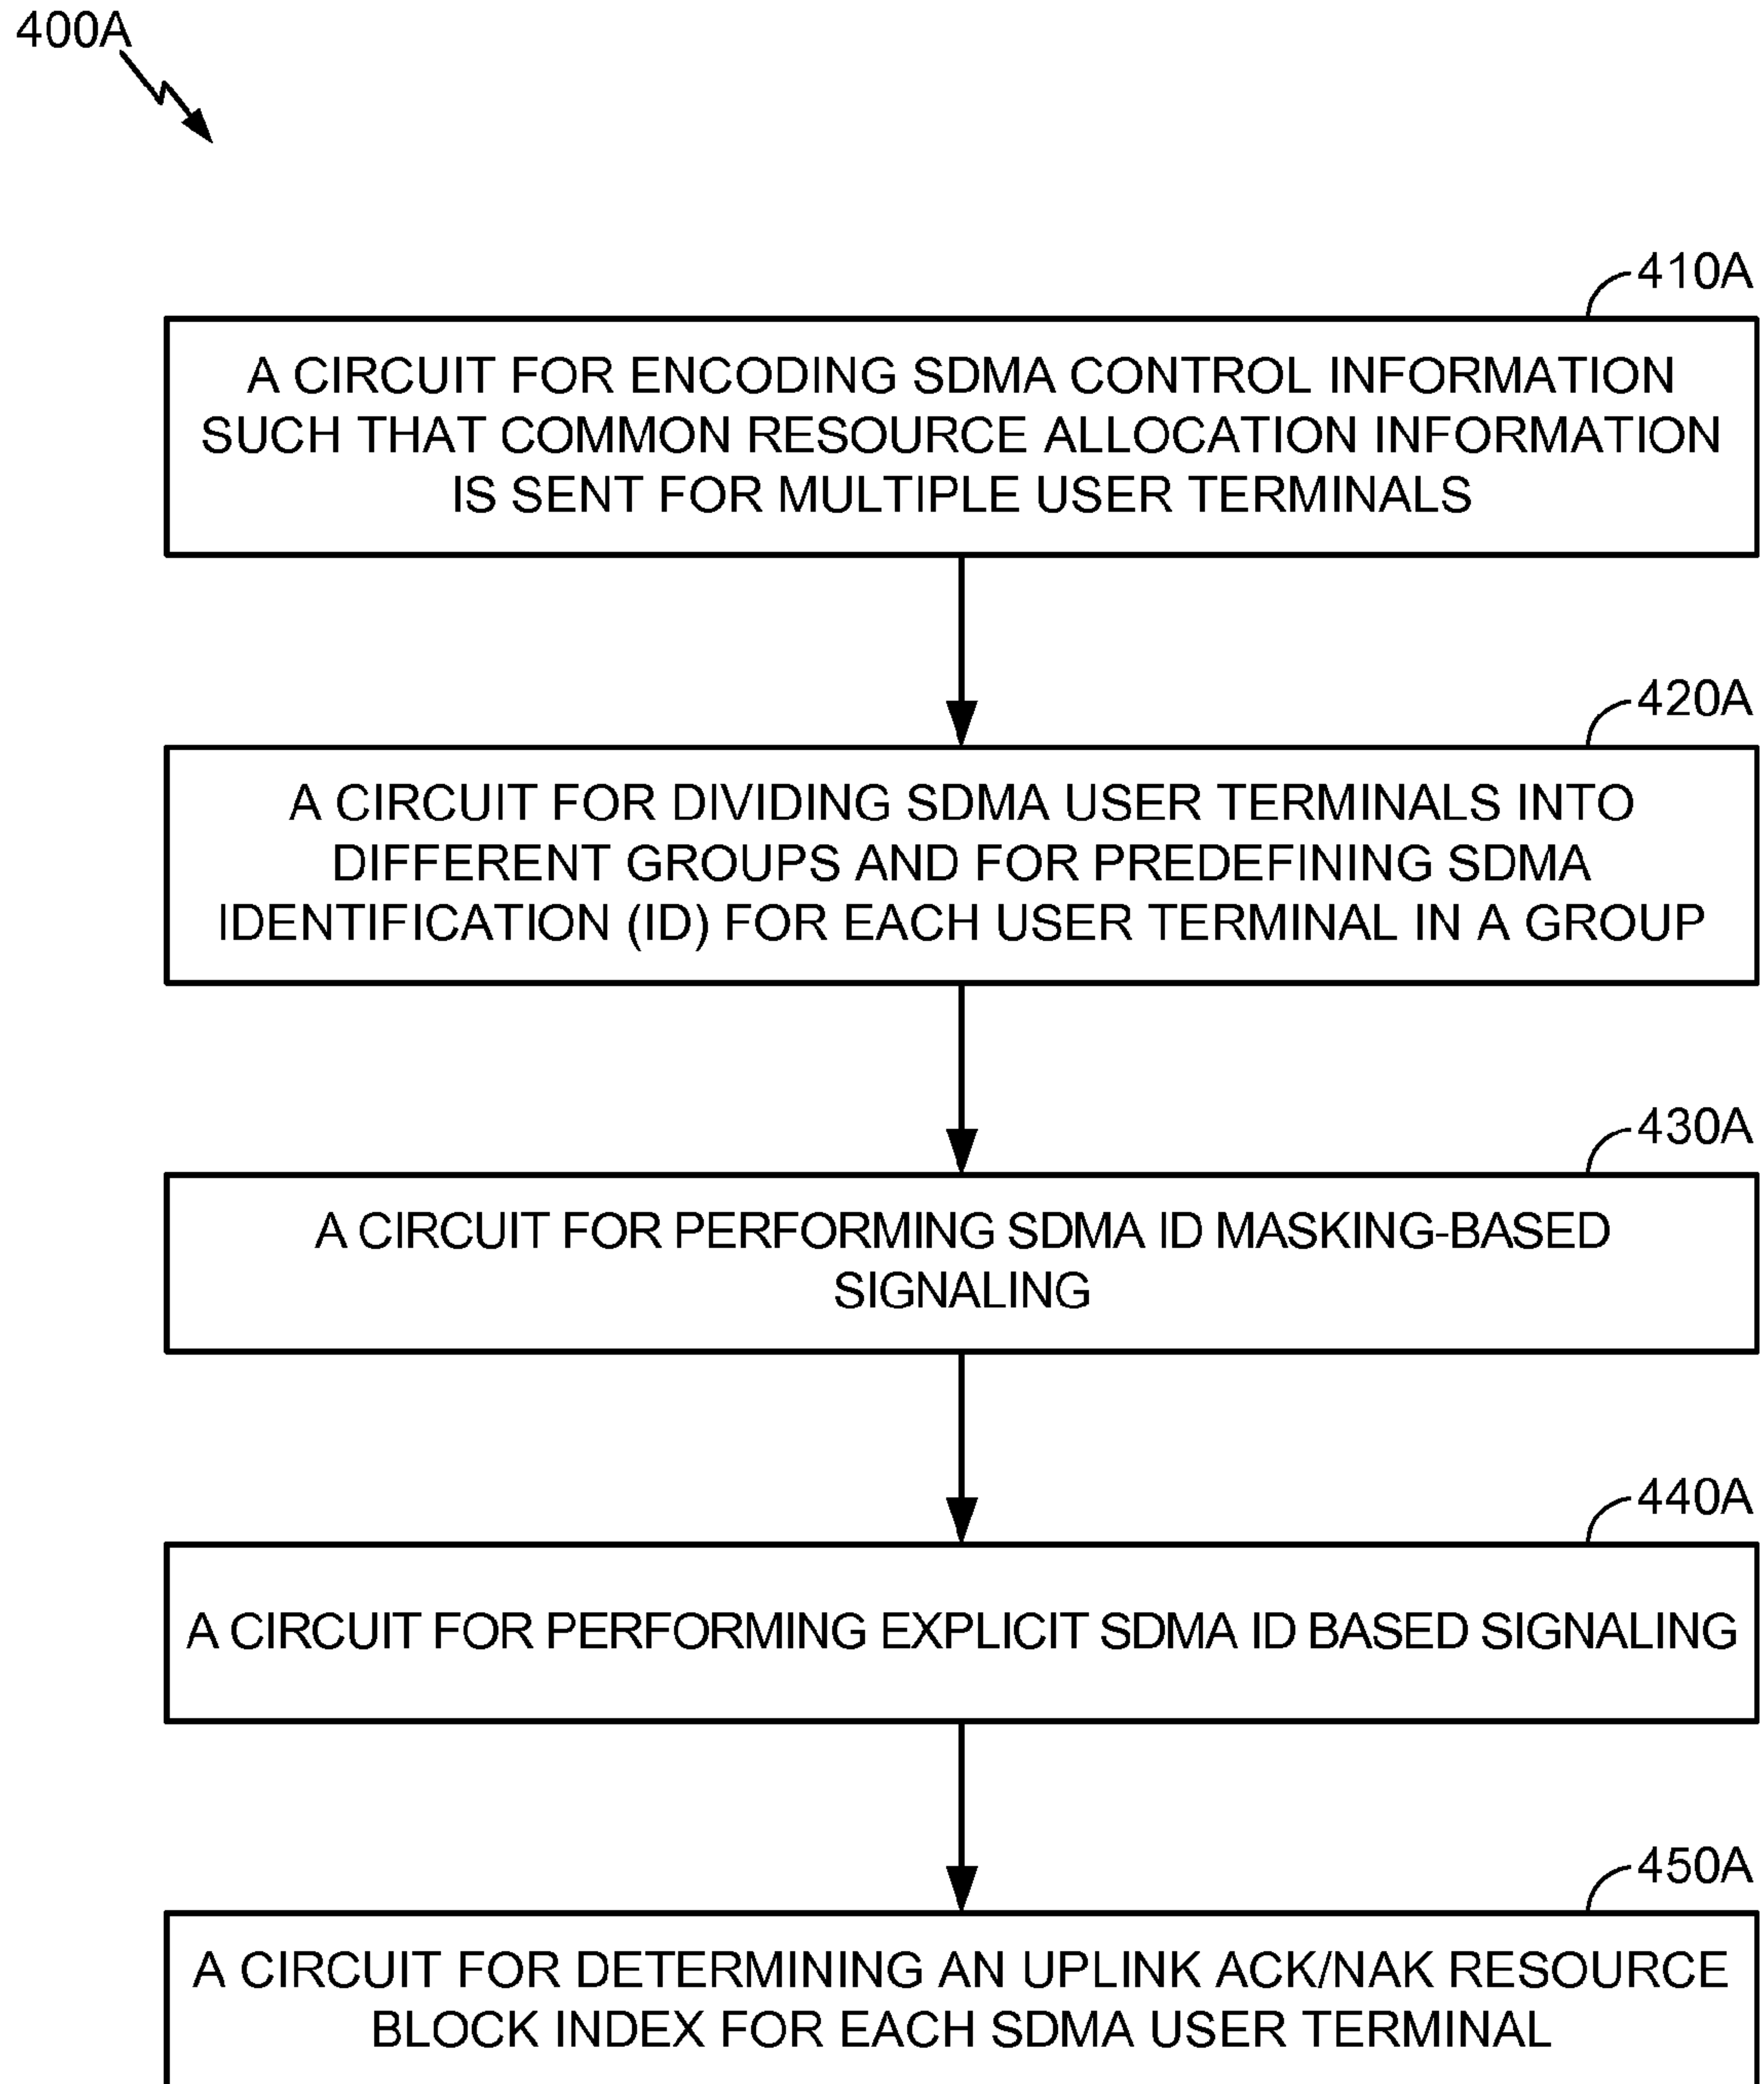 400A
410A
A CIRCUIT FOR ENCODING SDMA CONTROL INFORMATION
SUCH THAT COMMON RESOURCE ALLOCATION INFORMATION
IS SENT FOR MULTIPLE USER TERMINALS
420A
A CIRCUIT FOR DIVIDING SDMA USER TERMINALS INTO
DIFFERENT GROUPS AND FOR PREDEFINING SDMA
IDENTIFICATION (ID) FOR EACH USER TERMINAL IN A GROUP
430A
A CIRCUIT FOR PERFORMING SDMA ID MASKING-BASED
SIGNALING
440A
A CIRCUIT FOR PERFORMING EXPLICIT SDMA ID BASED SIGNALING
450A
A CIRCUIT FOR DETERMINING AN UPLINK ACK/NAK RESOURCE
BLOCK INDEX FOR EACH SDMA USER TERMINAL